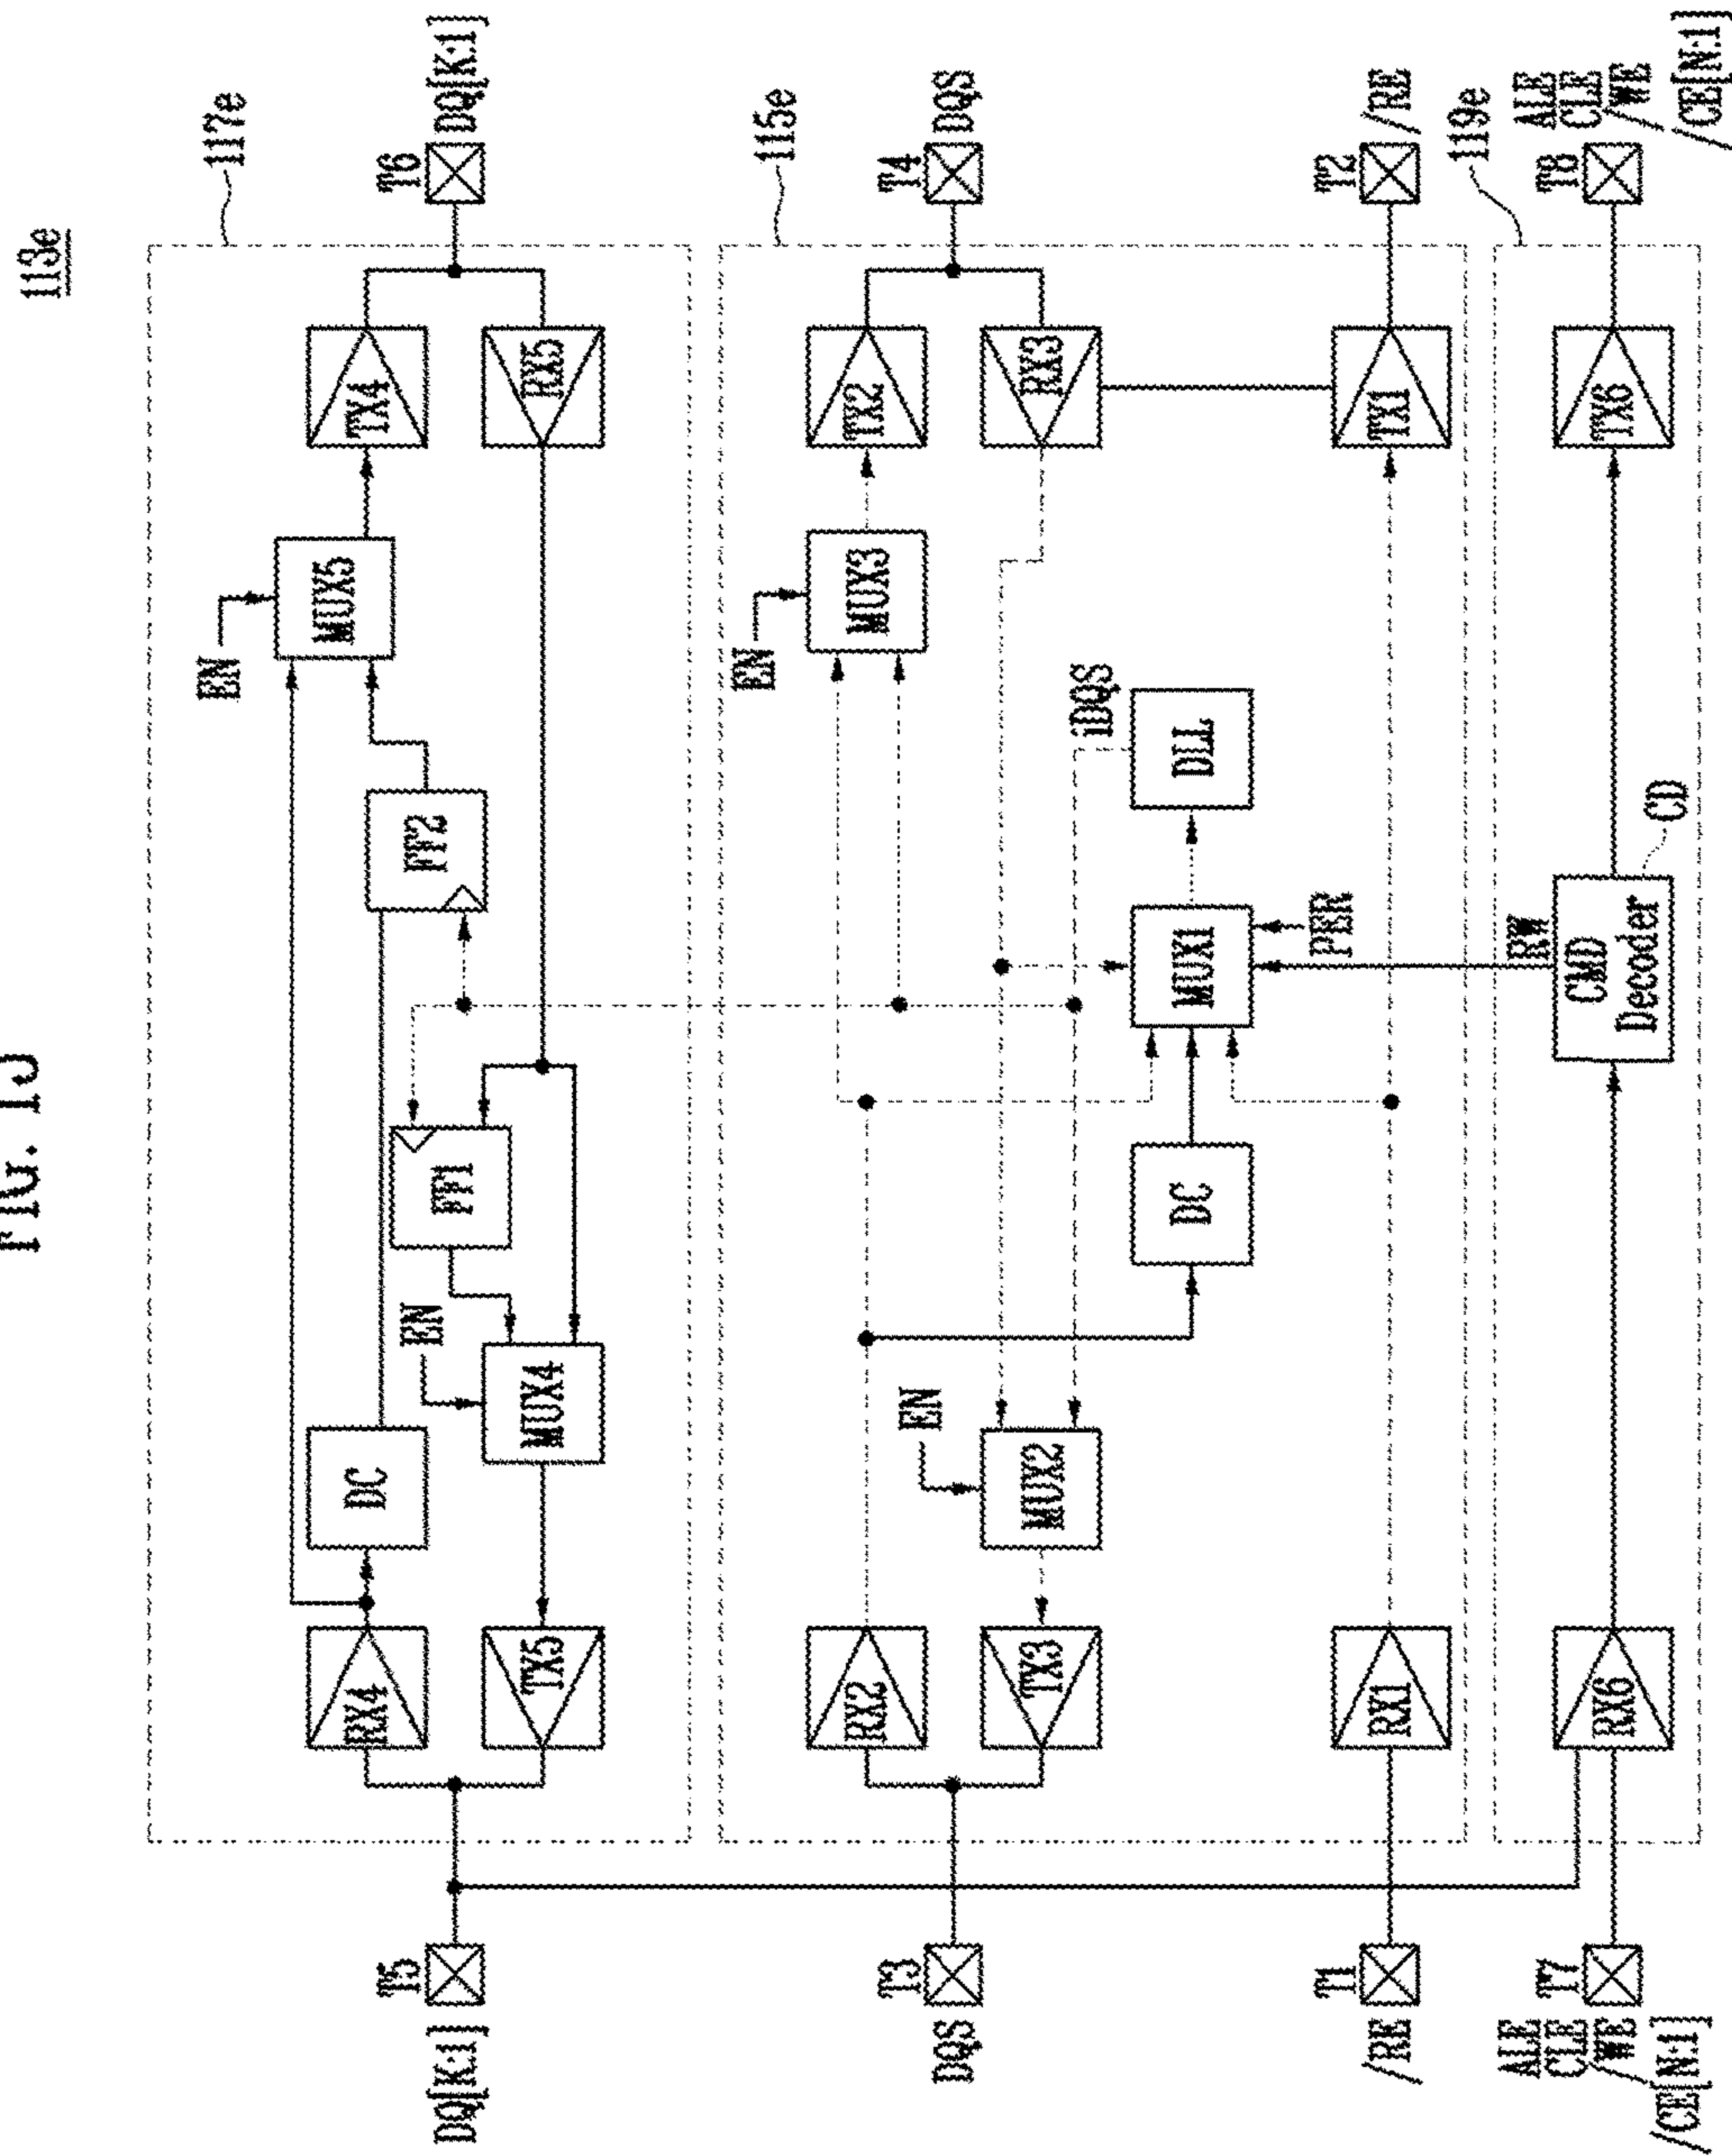 FIG.
113e
117e
EN
MUX5
TX4
RX4
DC
FF2
T5
DQ[K:1]
T6
DQ[K:1]
EN
FF1
TX5
MUX4
RX5
115e
EN
MUX3
RX2
TX2
T3
DQS
T4
DQS
EN
MUX2
TX3
RX3
iDQS
DC
MUX1
DLL
PER
T1
/RE
RX1
TX1
T2
/RE
119e
RW
T7
ALE
CLE
/WE
/CE[N:1]
RX6
CMD
Decoder
CD
TX6
T8
ALE
CLE
/WE
/CE[N:1]